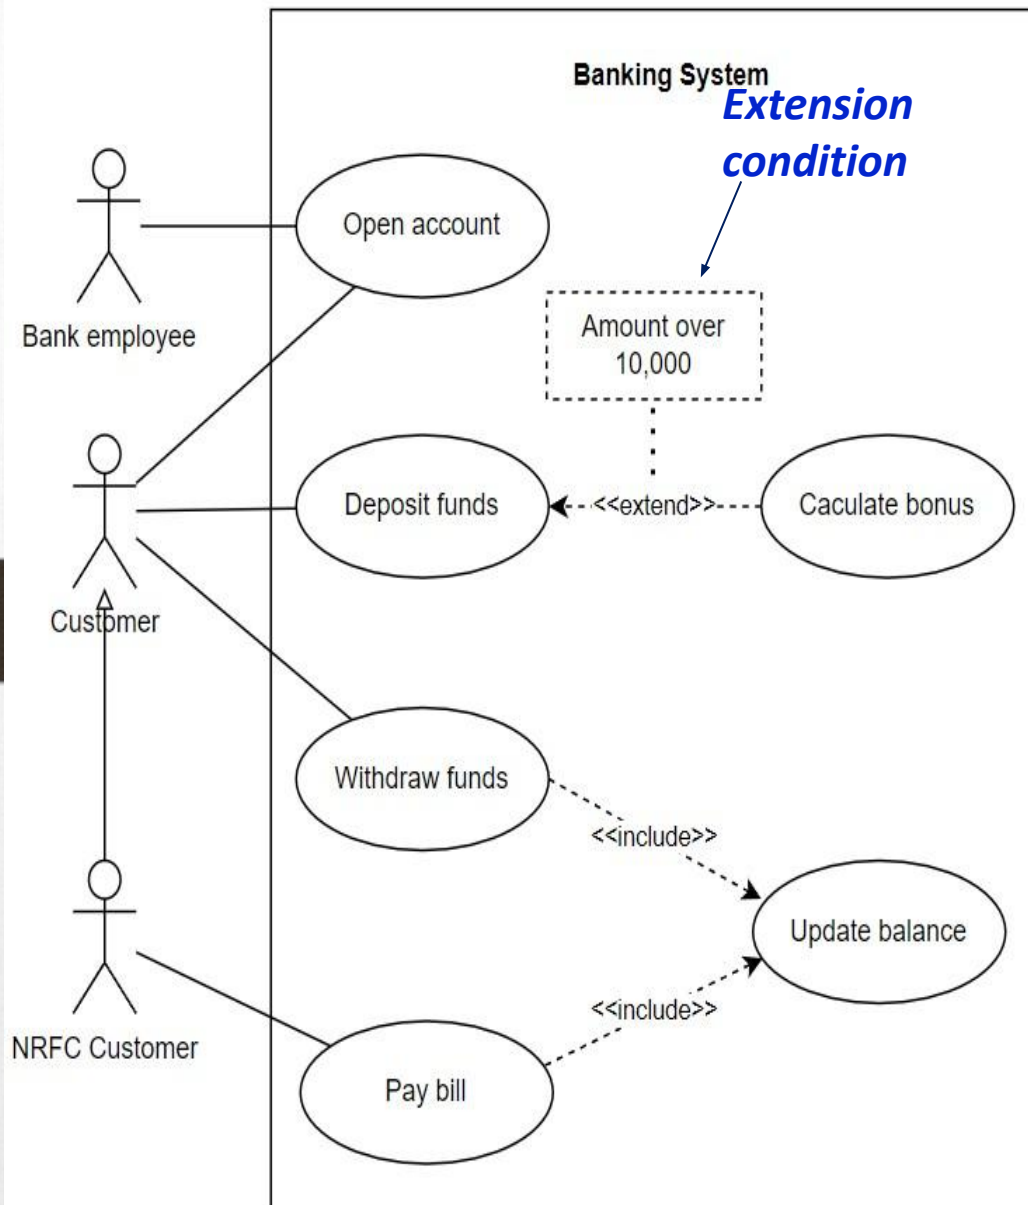 Banking System
Extension
condition
Open account
Bank employee
Amount over
10,000
Deposit funds
<<extend>>
Caculate bonus
Customer
Withdraw funds
<<include>>
Update balance
<<include>>
NRFC Customer
Pay bill